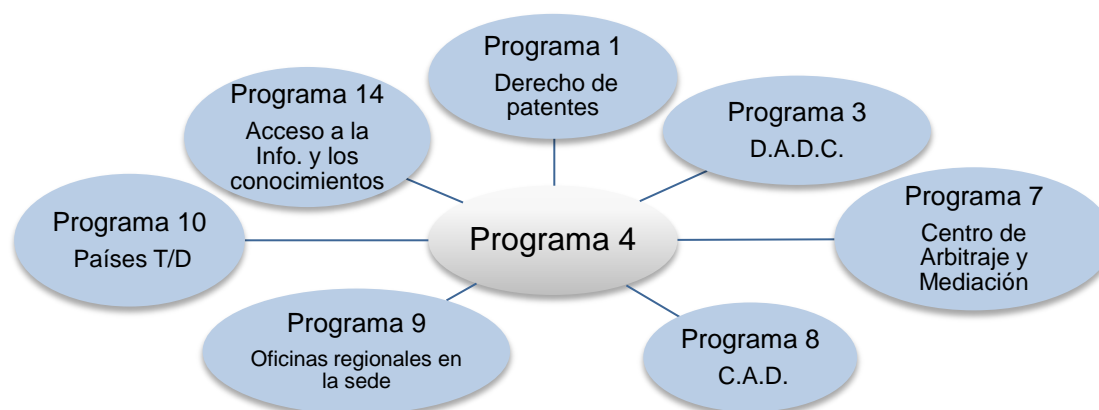 Programa 1
Derecho de
patentes
Programa 14
Acceso a la
Info. y los
conocimientos
Programa 3
D.A.D.C.
Programa 10
Países T/D
Programa 4
Programa 7
Centro de
Arbitraje y
Mediación
Programa 9
Oficinas regionales en
la sede
Programa 8
C.A.D.